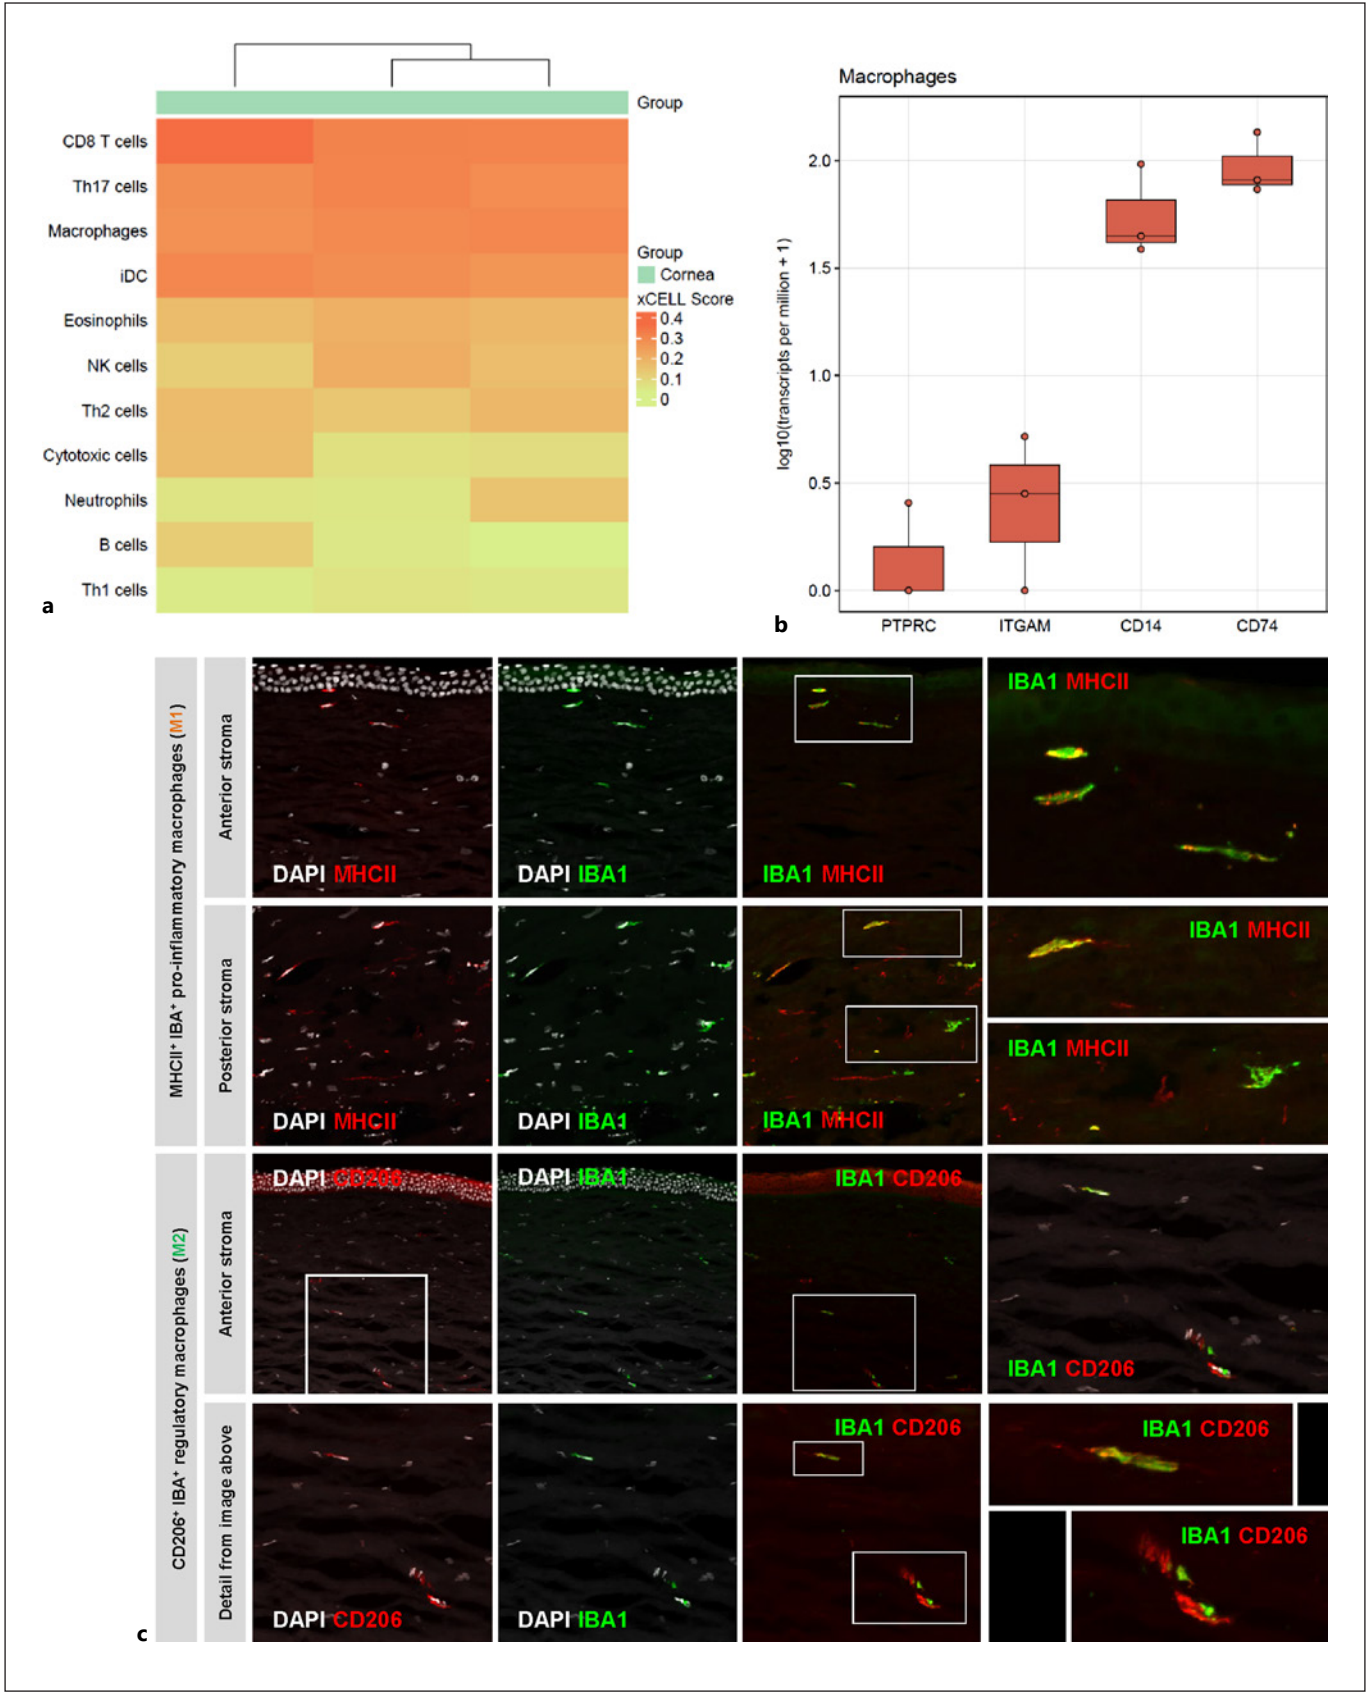 Group
CD8 T cells
Th17 cells
Macrophages
iDC
Eosinophils
NK cells
Th2 cells
Cytotoxic cells
Neutrophils
B cells
Th1 cells
Group
Cornea
xCELL Score
0.4
0.3
0.2
0.1
0
a
Macrophages
log10(transcripts per million + 1)
2.0
1.5
1.0
0.5
0.0
PTPRC ITGAM CD14 CD74
b
MHCII⁺ IBA⁺ pro-inflammatory macrophages (M1)
Anterior stroma
DAPI MHCII
DAPI IBA1
IBA1 MHCII
IBA1 MHCII
Posterior stroma
DAPI MHCII
DAPI IBA1
IBA1 MHCII
IBA1 MHCII
IBA1 MHCII
CD206⁺ IBA⁺ regulatory macrophages (M2)
Anterior stroma
DAPI CD206
DAPI IBA1
IBA1 CD206
IBA1 CD206
Detail from image above
DAPI CD206
DAPI IBA1
IBA1 CD206
IBA1 CD206
IBA1 CD206
c